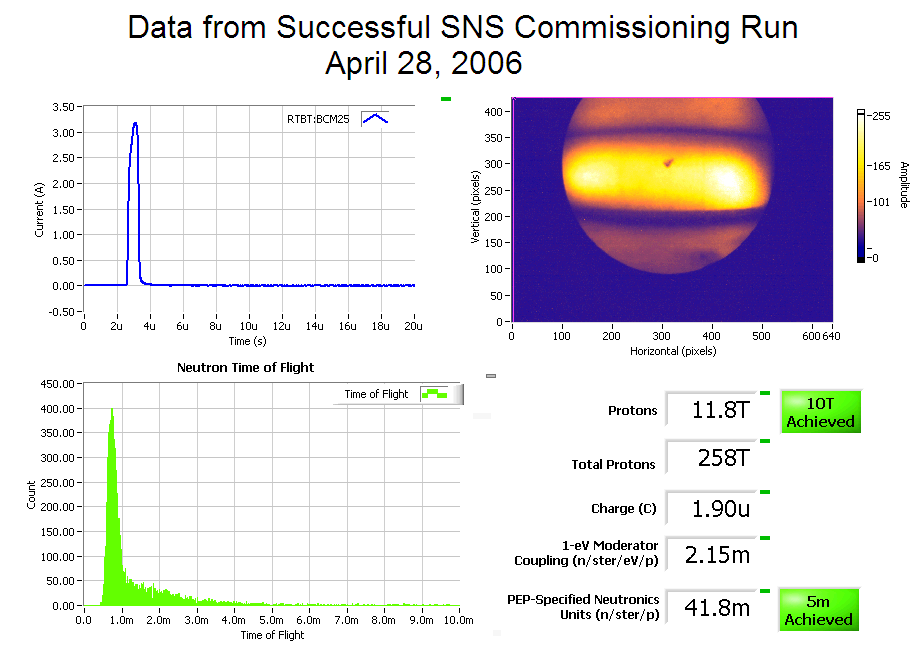 Data from Successful SNS Commissioning Run
April 28, 2006
3.50
3.00
2.50
2.00
1.50
1.00
0.50
0.00
-0.50
Current (A)
RTBT:BCM25
0 2u 4u 6u 8u 10u 12u 14u 16u 18u 20u
Time (s)
400
350
300
250
200
150
100
50
0
Vertical (pixels)
0 100 200 300 400 500 600 640
Horizontal (pixels)
255
165
101
0
Amplitude
Neutron Time of Flight
Time of Flight
450.00
400.00
350.00
300.00
250.00
200.00
150.00
100.00
50.00
0.00
Count
0.0 1.0m 2.0m 3.0m 4.0m 5.0m 6.0m 7.0m 8.0m 9.0m 10.0m
Time of Flight
Protons 11.8T
10T
Achieved
Total Protons 258T
Charge (C) 1.90u
1-eV Moderator
Coupling (n/ster/eV/p) 2.15m
PEP-Specified Neutronics
Units (n/ster/p) 41.8m
5m
Achieved